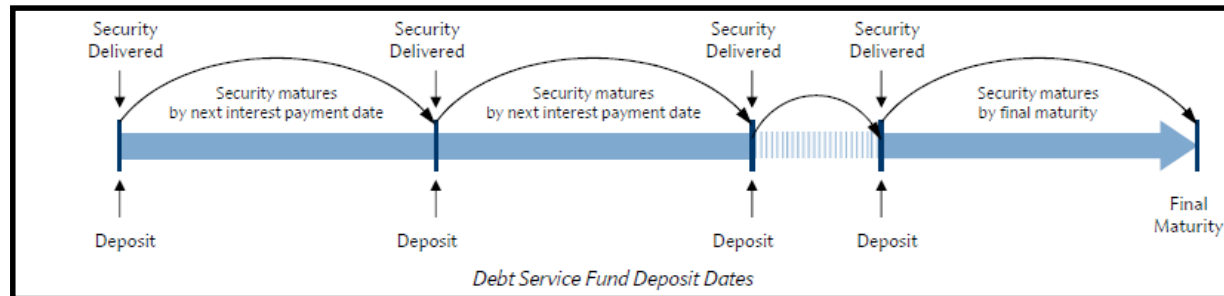 Security
Delivered
Security
Delivered
Security
Delivered
Security
Delivered
Security matures
by next interest payment date
Security matures
by next interest payment date
Security matures
by final maturity
Deposit
Deposit
Deposit
Deposit
Final
Maturity
Debt Service Fund Deposit Dates